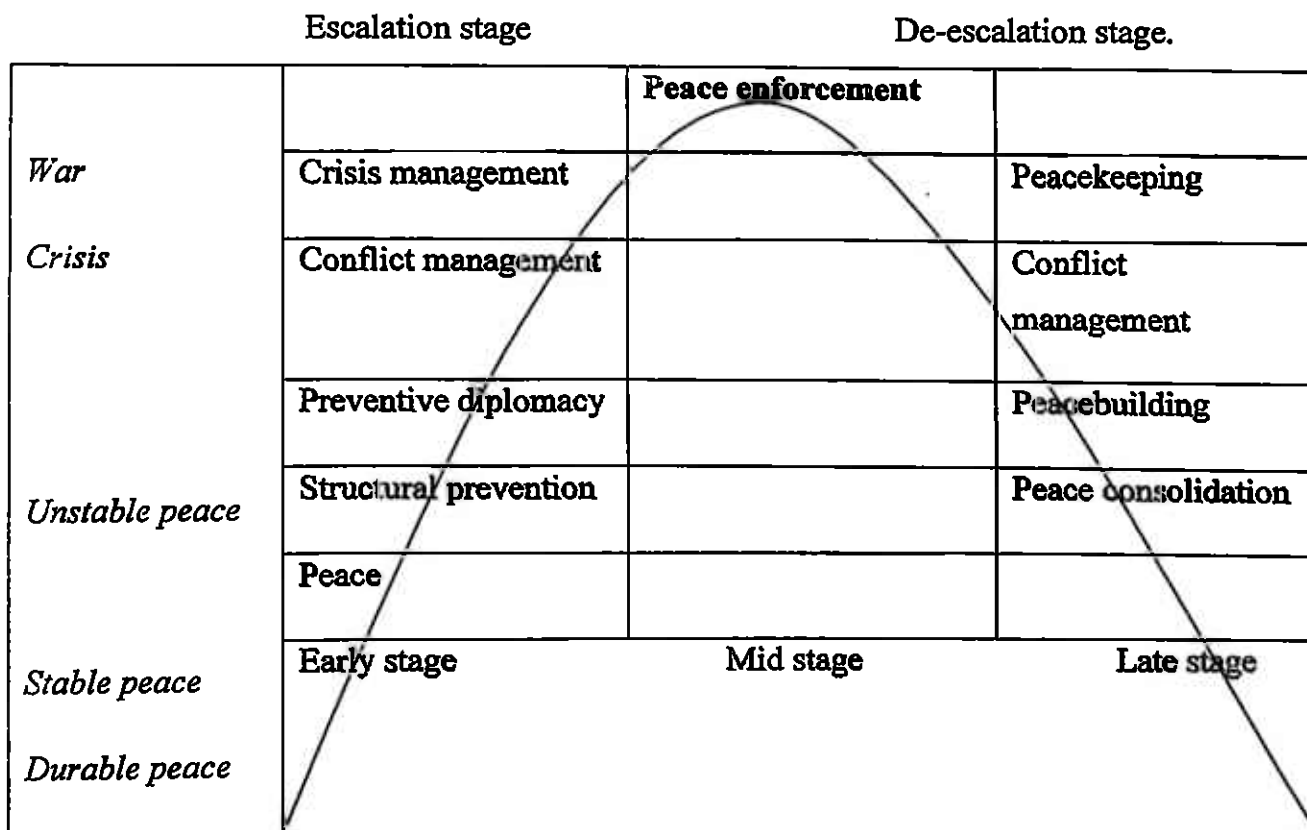 Escalation stage De-escalation stage.
Peace enforcement
War Crisis management Peacekeeping
Crisis Conflict management Conflict
management
Preventive diplomacy Peacebuilding
Unstable peace Structural prevention Peace consolidation
Peace
Stable peace Early stage Mid stage Late stage
Durable peace